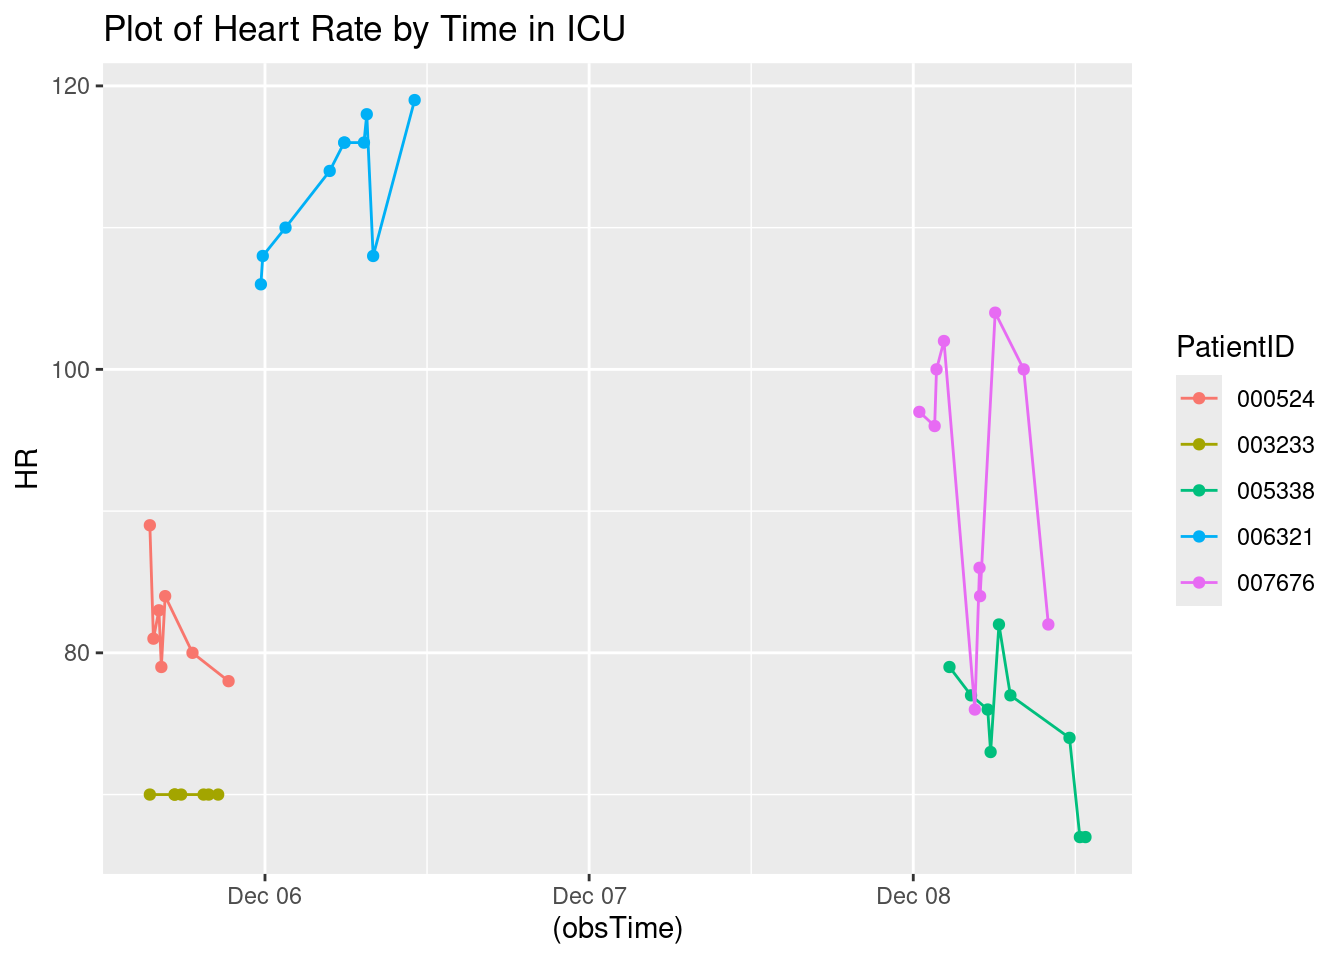 Plot of Heart Rate by Time in ICU
120
100
80
HR
Dec 06
Dec 07
Dec 08
(obsTime)
PatientID
000524
003233
005338
006321
007676